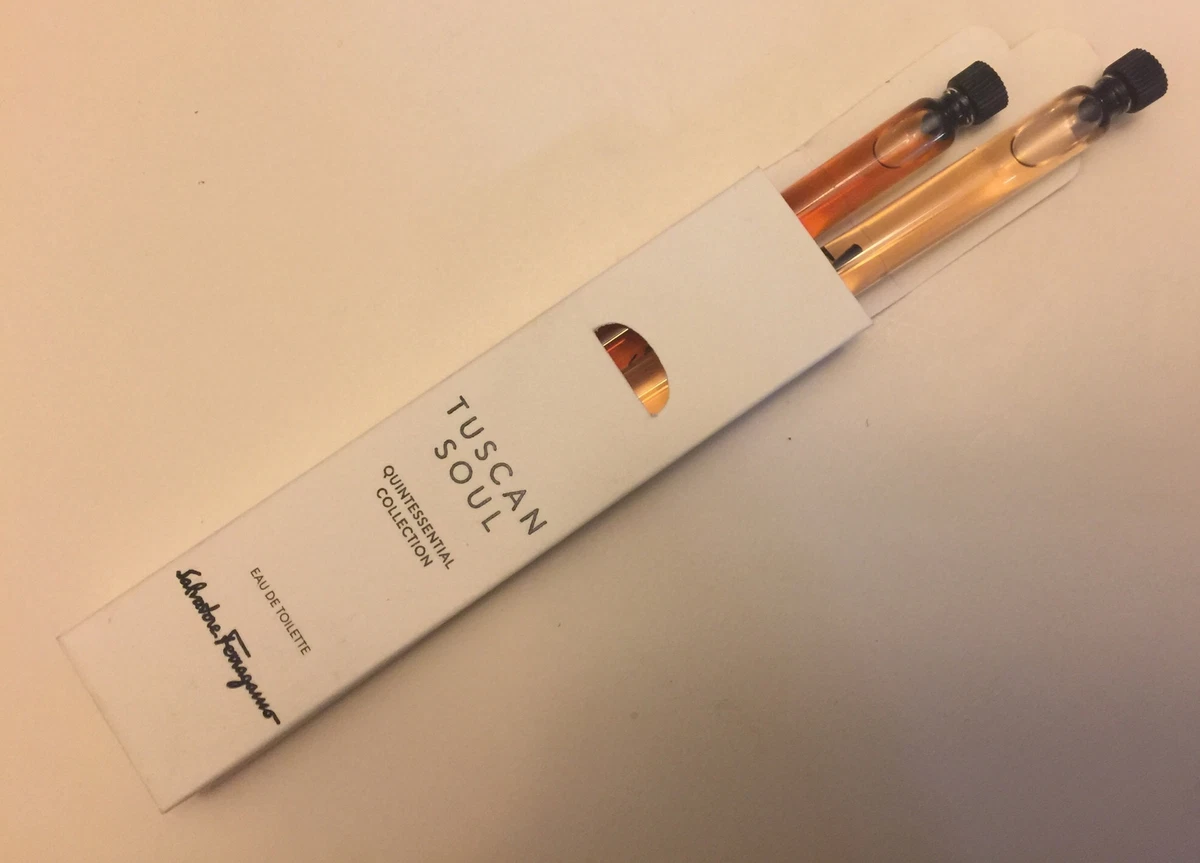 TUSCAN
SOUL
QUINTESSENTIAL
COLLECTION
EAU DE TOILETTE
Salvatore Ferragamo